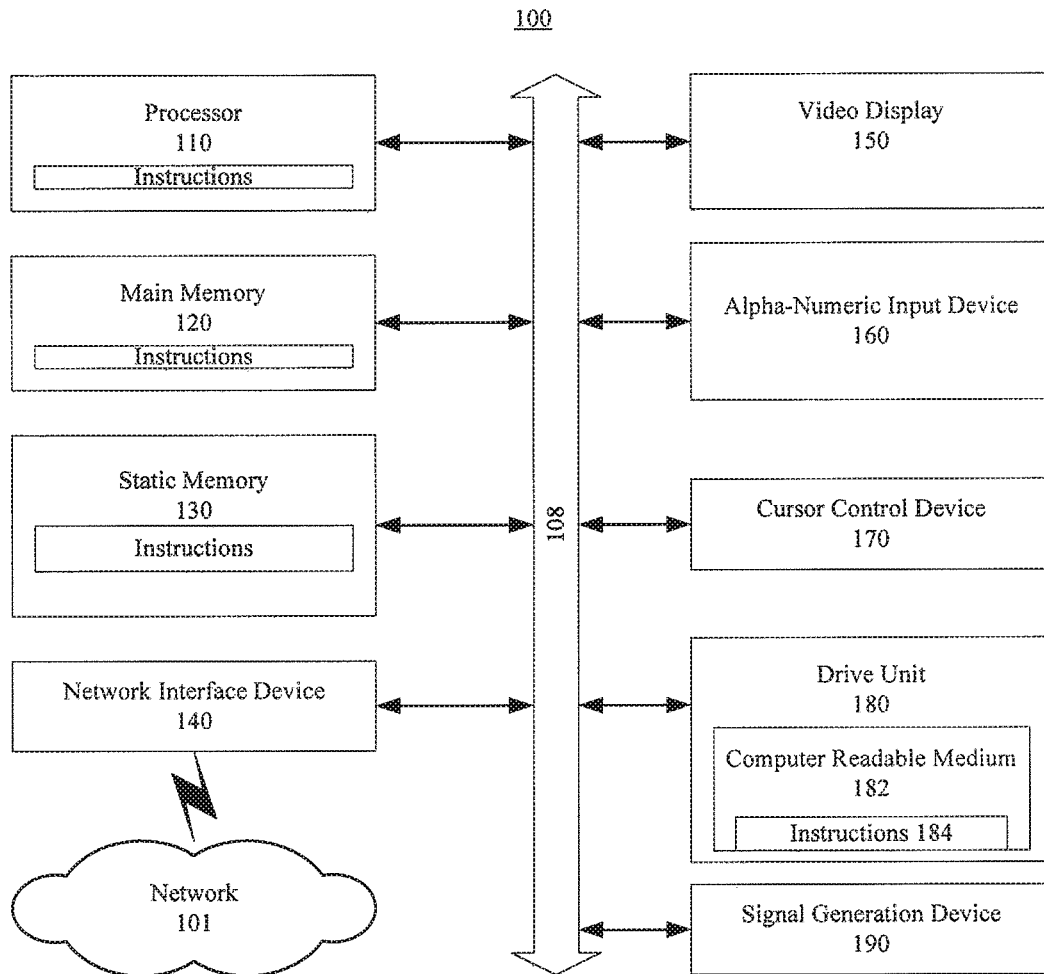 100
Processor
110
Instructions
Main Memory
120
Instructions
Static Memory
130
Instructions
Network Interface Device
140
Network
101
108
Video Display
150
Alpha-Numeric Input Device
160
Cursor Control Device
170
Drive Unit
180
Computer Readable Medium
182
Instructions 184
Signal Generation Device
190